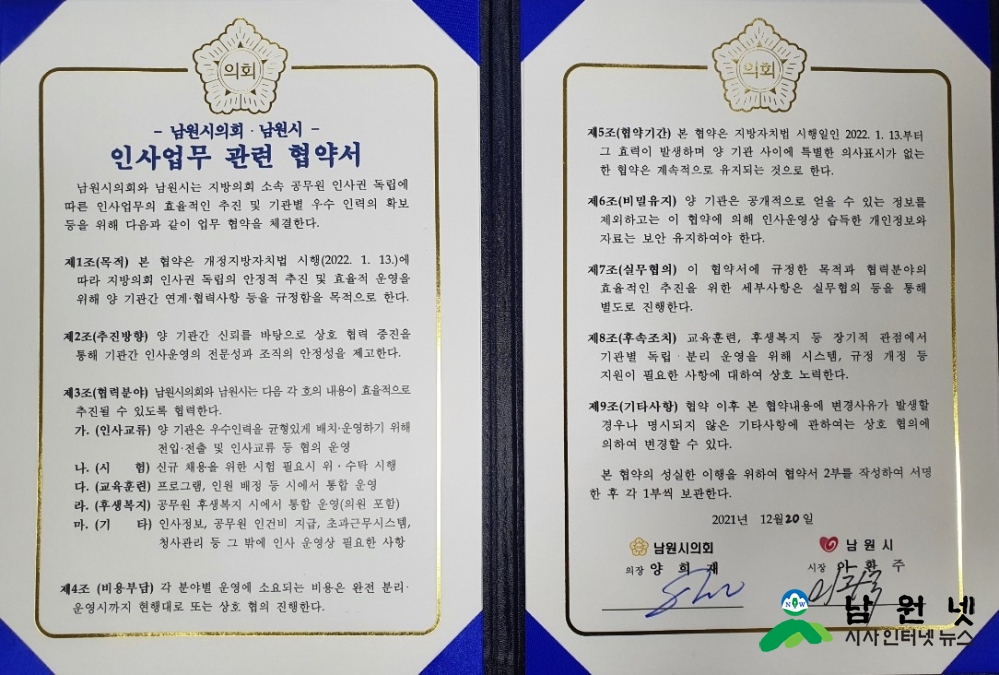 의회
- 남원시의회·남원시 -
인사업무 관련 협약서
남원시의회와 남원시는 지방의회 소속 공무원 인사권 독립에
따른 인사업무의 효율적인 추진 및 기관별 우수 인력의 확보
등을 위해 다음과 같이 업무 협약을 체결한다.
제1조(목적) 본 협약은 개정지방자치법 시행(2022. 1. 13.)에
따라 지방의회 인사권 독립의 안정적 추진 및 효율적 운영을
위해 양 기관간 연계·협력사항 등을 규정함을 목적으로 한다.
제2조(추진방향) 양 기관간 신뢰를 바탕으로 상호 협력 증진을
통해 기관간 인사운영의 전문성과 조직의 안정성을 제고한다.
제3조(협력분야) 남원시의회와 남원시는 다음 각 호의 내용이 효율적으로
추진될 수 있도록 협력한다.
가. (인사교류) 양 기관은 우수인력을 균형있게 배치·운영하기 위해
전입·전출 및 인사교류 등 협의 운영
나. (시 험) 신규 채용을 위한 시험 필요시 위·수탁 시행
다. (교육훈련) 프로그램, 인원 배정 등 시에서 통합 운영
라. (후생복지) 공무원 후생복지 시에서 통합 운영(의원 포함)
마. (기 타) 인사정보, 공무원 인건비 지급, 초과근무시스템,
청사관리 등 그 밖에 인사 운영상 필요한 사항
제4조 (비용부담) 각 분야별 운영에 소요되는 비용은 완전 분리·
운영시까지 현행대로 또는 상호 협의 진행한다.
의회
제5조(협약기간) 본 협약은 지방자치법 시행일인 2022. 1. 13.부터
그 효력이 발생하며 양 기관 사이에 특별한 의사표시가 없는
한 협약은 계속적으로 유지되는 것으로 한다.
제6조(비밀유지) 양 기관은 공개적으로 얻을 수 있는 정보를
제외하고는 이 협약에 의해 인사운영상 습득한 개인정보와
자료는 보안 유지하여야 한다.
제7조(실무협의) 이 협약서에 규정한 목적과 협력분야의
효율적인 추진을 위한 세부사항은 실무협의 등을 통해
별도로 진행한다.
제8조(후속조치) 교육훈련, 후생복지 등 장기적 관점에서
기관별 독립·분리 운영을 위해 시스템, 규정 개정 등
지원이 필요한 사항에 대하여 상호 노력한다.
제9조(기타사항) 협약 이후 본 협약내용에 변경사유가 발생할
경우나 명시되지 않은 기타사항에 관하여는 상호 협의에
의하여 변경할 수 있다.
본 협약의 성실한 이행을 위하여 협약서 2부를 작성하여 서명
한 후 각 1부씩 보관한다.
2021년 12월 20일
남원시의회
의장 양 희 재
남 원 시
시장 이 환 주
NW
남원넷
시사인터넷뉴스